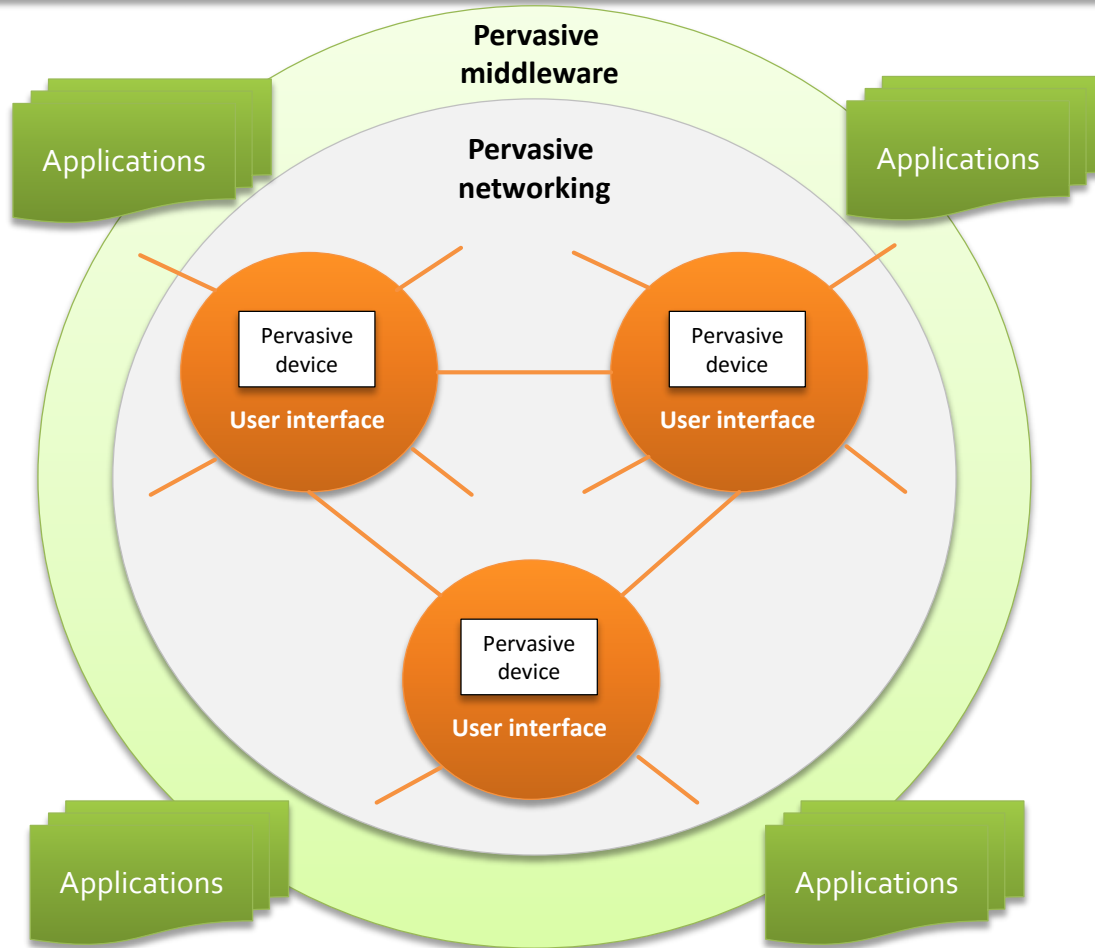 Pervasive
middleware
Applications
Applications
Pervasive
networking
Pervasive
device
User interface
Pervasive
device
User interface
Pervasive
device
User interface
Applications
Applications